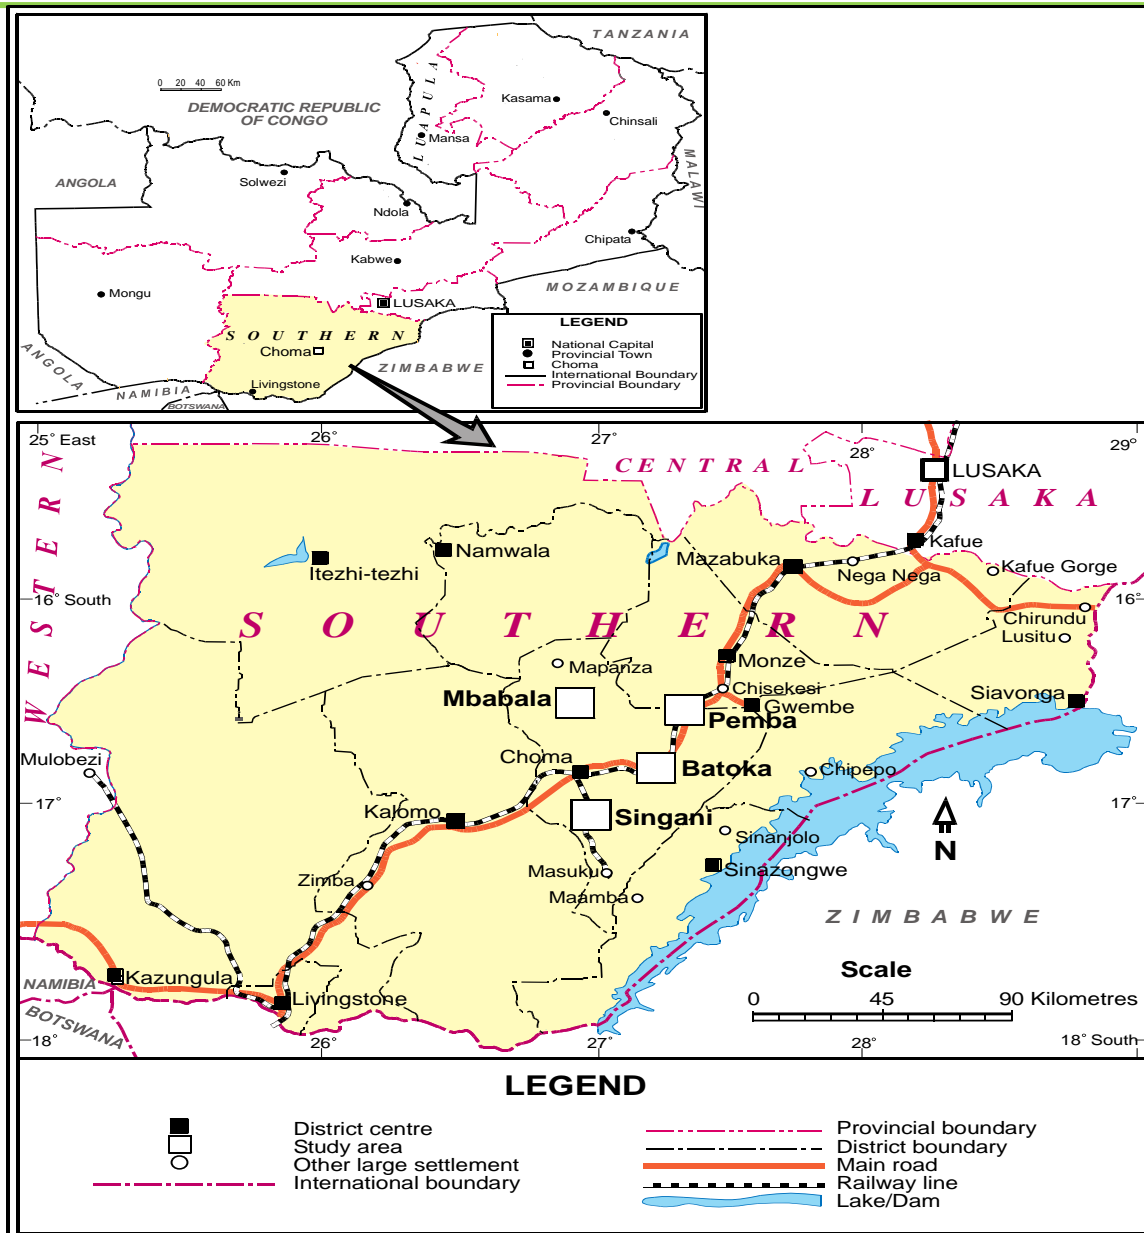 TANZANIA
0 20 40 60 Km
DEMOCRATIC REPUBLIC
OF CONGO
LUAPULA
Kasama
Chinsali
Mansa
MALAWI
ANGOLA
Solwezi
Ndola
Chipata
Kabwe
Mongu
MOZAMBIQUE
LUSAKA
SOUTHERN
Choma
ZIMBABWE
Livingstone
ANGOLA
NAMIBIA
BOTSWANA
LEGEND
National Capital
Provincial Town
Choma
International Boundary
Provincial Boundary
25° East
26°
27°
28°
29°
WESTERN
CENTRAL
LUSAKA
LUSAKA
Kafue
Namwala
Itezhi-tezhi
Mazabuka
Nega Nega
Kafue Gorge
16° South
16°
Chirundu
Lusitu
SOUTHERN
Mapanza
Monze
Mbabala
Chisekesi
Gwembe
Siavonga
Pemba
Mulobezi
Choma
Batoka
Chipepo
17°
17°
Kalomo
Singani
Sinanjolo
N
Masuku
Sinazongwe
Zimba
Maamba
ZIMBABWE
Kazungula
NAMIBIA
Livingstone
BOTSWANA
Scale
0 45 90 Kilometres
18°
26°
27°
28°
18° South
LEGEND
District centre
Study area
Other large settlement
International boundary
Provincial boundary
District boundary
Main road
Railway line
Lake/Dam